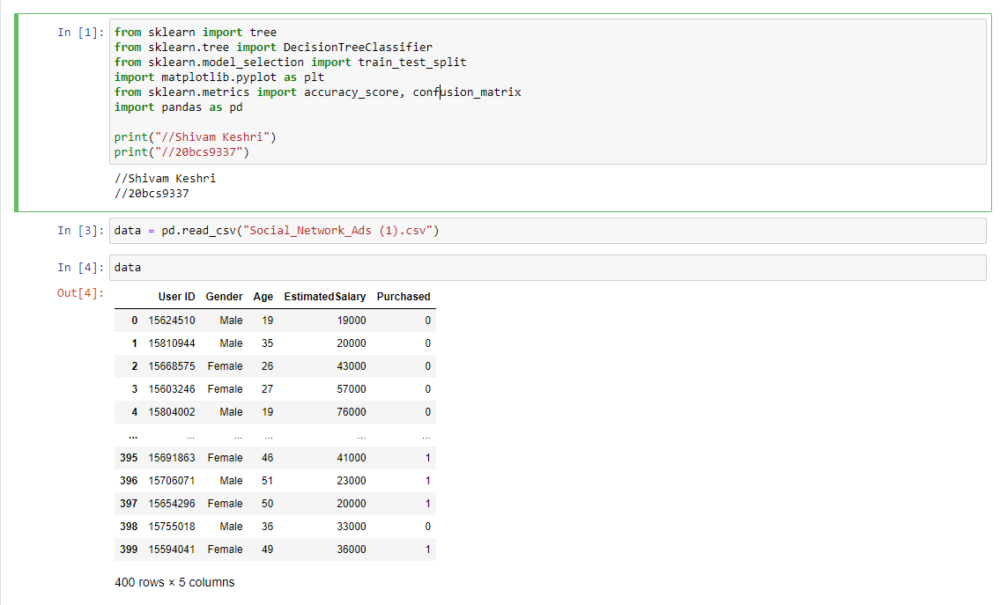 In [1]: from sklearn import tree
from sklearn.tree import DecisionTreeClassifier
from sklearn.model_selection import train_test_split
import matplotlib.pyplot as plt
from sklearn.metrics import accuracy_score, confusion_matrix
import pandas as pd
print("//Shivam Keshri")
print("//20bcs9337")
//Shivam Keshri
//20bcs9337
In [3]: data = pd.read_csv("Social_Network_Ads (1).csv")
In [4]: data
Out[4]:
User ID Gender Age EstimatedSalary Purchased
0 15624510 Male 19 19000 0
1 15810944 Male 35 20000 0
2 15668575 Female 26 43000 0
3 15603246 Female 27 57000 0
4 15804002 Male 19 76000 0
... ... ... ... ... ...
395 15691863 Female 46 41000 1
396 15706071 Male 51 23000 1
397 15654296 Female 50 20000 1
398 15755018 Male 36 33000 0
399 15594041 Female 49 36000 1
400 rows × 5 columns